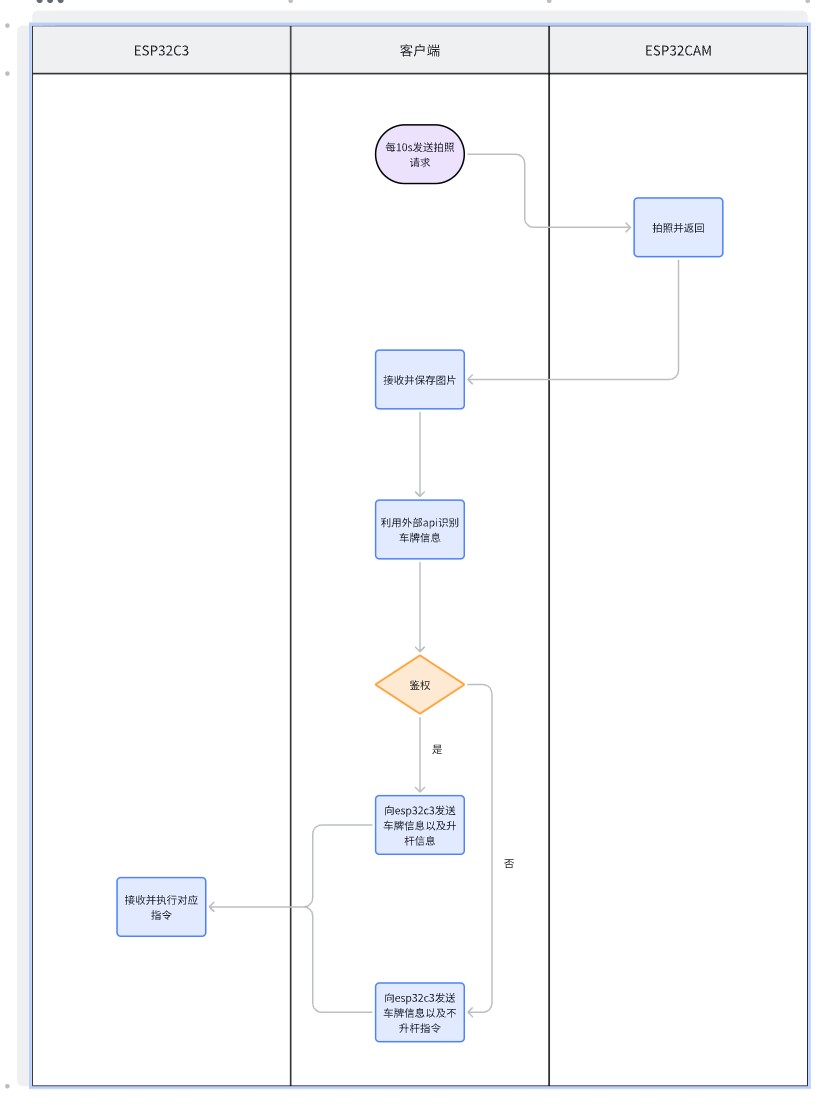 ESP32C3
客户端
ESP32CAM
每10s发送拍照
请求
拍照并返回
接收并保存图片
利用外部api识别
车牌信息
鉴权
是
向esp32c3发送
车牌信息以及升
杆信息
否
接收并执行对应
指令
向esp32c3发送
车牌信息以及不
升杆指令